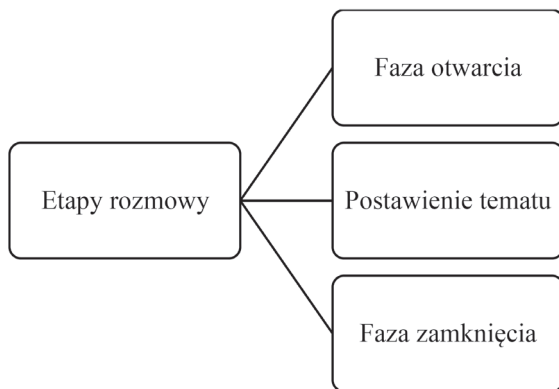 Etapy rozmowy
Faza otwarcia
Postawienie tematu
Faza zamknięcia